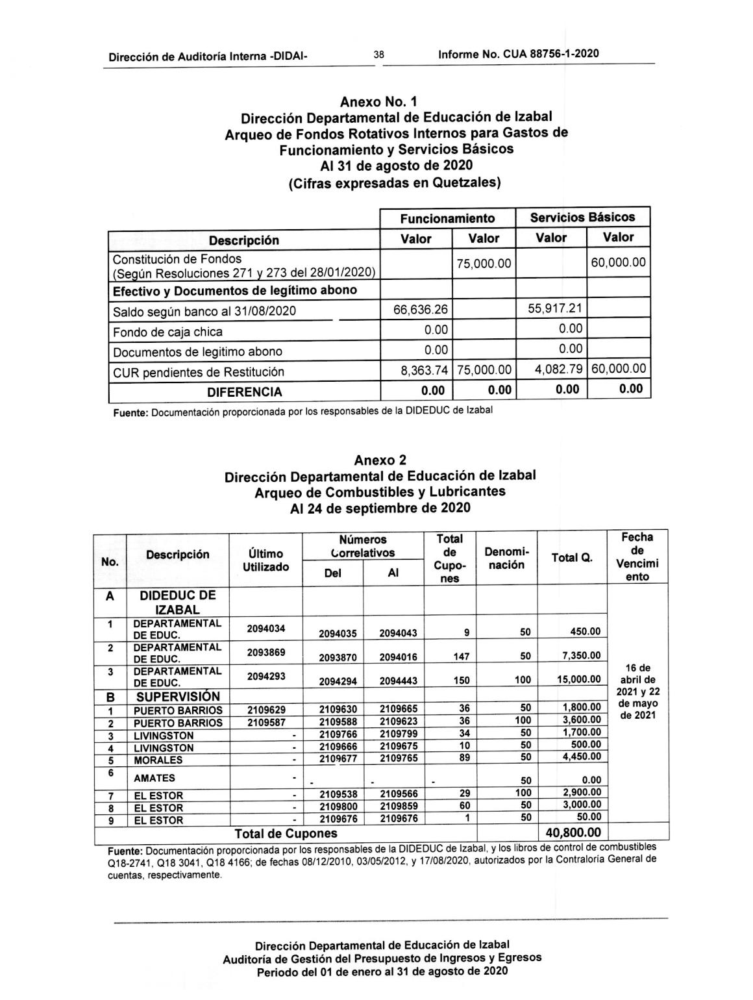 Dirección de Auditoría Interna -DIDAI- 38 Informe No. CUA 88756-1-2020
Anexo No. 1
Dirección Departamental de Educación de Izabal
Arqueo de Fondos Rotativos Internos para Gastos de
Funcionamiento y Servicios Básicos
Al 31 de agosto de 2020
(Cifras expresadas en Quetzales)
Funcionamiento Servicios Básicos
Descripción Valor Valor Valor Valor
Constitución de Fondos
(Según Resoluciones 271 y 273 del 28/01/2020) 75,000.00 60,000.00
Efectivo y Documentos de legítimo abono
Saldo según banco al 31/08/2020 66,636.26 55,917.21
Fondo de caja chica 0.00 0.00
Documentos de legitimo abono 0.00 0.00
CUR pendientes de Restitución 8,363.74 75,000.00 4,082.79 60,000.00
DIFERENCIA 0.00 0.00 0.00 0.00
Fuente: Documentación proporcionada por los responsables de la DIDEDUC de Izabal
Anexo 2
Dirección Departamental de Educación de Izabal
Arqueo de Combustibles y Lubricantes
Al 24 de septiembre de 2020
No. Descripción Último Utilizado Números Correlativos Del Al Total de Cupo-nes Denomi-nación Total Q. Fecha de Vencimi ento
A DIDEDUC DE IZABAL
1 DEPARTAMENTAL DE EDUC. 2094034 2094035 2094043 9 50 450.00
2 DEPARTAMENTAL DE EDUC. 2093869 2093870 2094016 147 50 7,350.00
3 DEPARTAMENTAL DE EDUC. 2094293 2094294 2094443 150 100 15,000.00
16 de abril de 2021 y 22 de mayo de 2021
B SUPERVISIÓN
1 PUERTO BARRIOS 2109629 2109630 2109665 36 50 1,800.00
2 PUERTO BARRIOS 2109587 2109588 2109623 36 100 3,600.00
3 LIVINGSTON - 2109766 2109799 34 50 1,700.00
4 LIVINGSTON - 2109666 2109675 10 50 500.00
5 MORALES - 2109677 2109765 89 50 4,450.00
6 AMATES - - - - 50 0.00
7 EL ESTOR - 2109538 2109566 29 100 2,900.00
8 EL ESTOR - 2109800 2109859 60 50 3,000.00
9 EL ESTOR - 2109676 2109676 1 50 50.00
Total de Cupones 40,800.00
Fuente: Documentación proporcionada por los responsables de la DIDEDUC de Izabal, y los libros de control de combustibles
Q18-2741, Q18 3041, Q18 4166; de fechas 08/12/2010, 03/05/2012, y 17/08/2020, autorizados por la Contraloría General de
cuentas, respectivamente.
Dirección Departamental de Educación de Izabal
Auditoría de Gestión del Presupuesto de Ingresos y Egresos
Periodo del 01 de enero al 31 de agosto de 2020